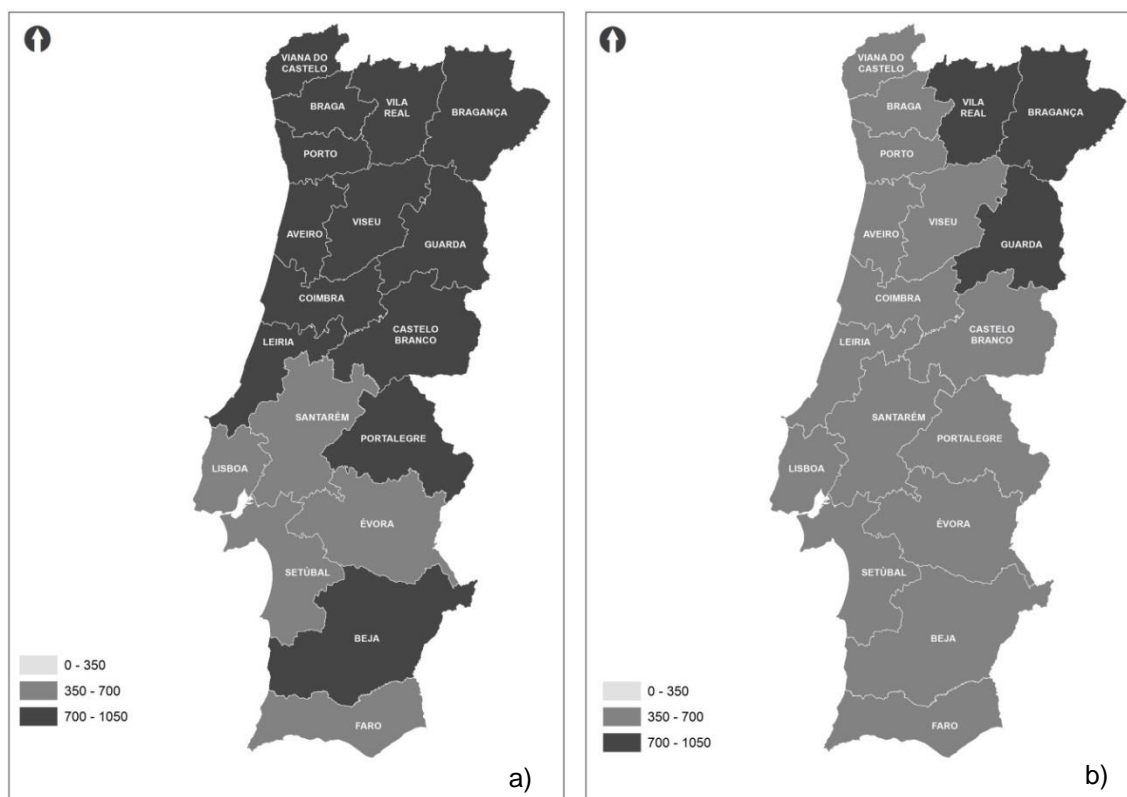 VIANA DO
CASTELO
BRAGA
VILA
REAL
BRAGANÇA
PORTO
AVEIRO
VISEU
GUARDA
COIMBRA
CASTELO
BRANCO
LEIRIA
SANTARÉM
PORTALEGRE
LISBOA
ÉVORA
SETÚBAL
BEJA
FARO
0 - 350
350 - 700
700 - 1050
a)
VIANA DO
CASTELO
BRAGA
VILA
REAL
BRAGANÇA
PORTO
AVEIRO
VISEU
GUARDA
COIMBRA
CASTELO
BRANCO
LEIRIA
SANTARÉM
PORTALEGRE
LISBOA
ÉVORA
SETÚBAL
BEJA
FARO
0 - 350
350 - 700
700 - 1050
b)